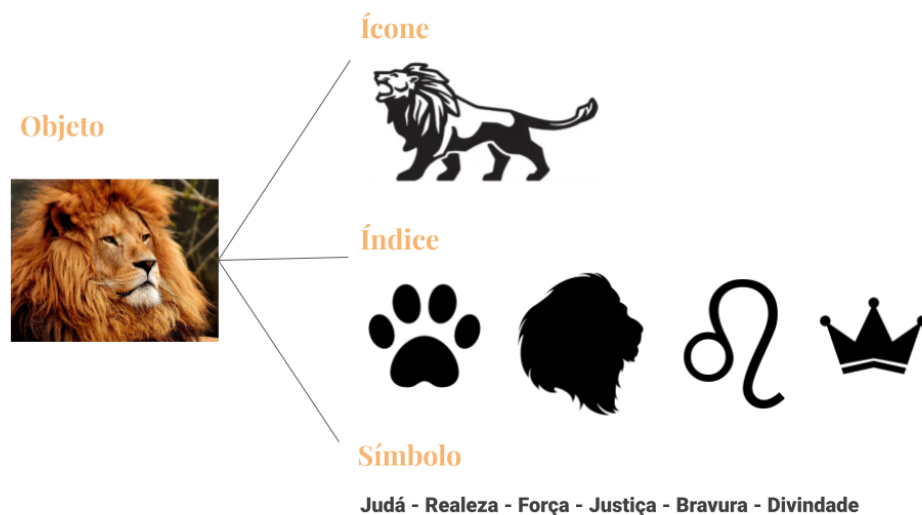 Objeto
Ícone
Índice
Símbolo
Judá - Realeza - Força - Justiça - Bravura - Divindade